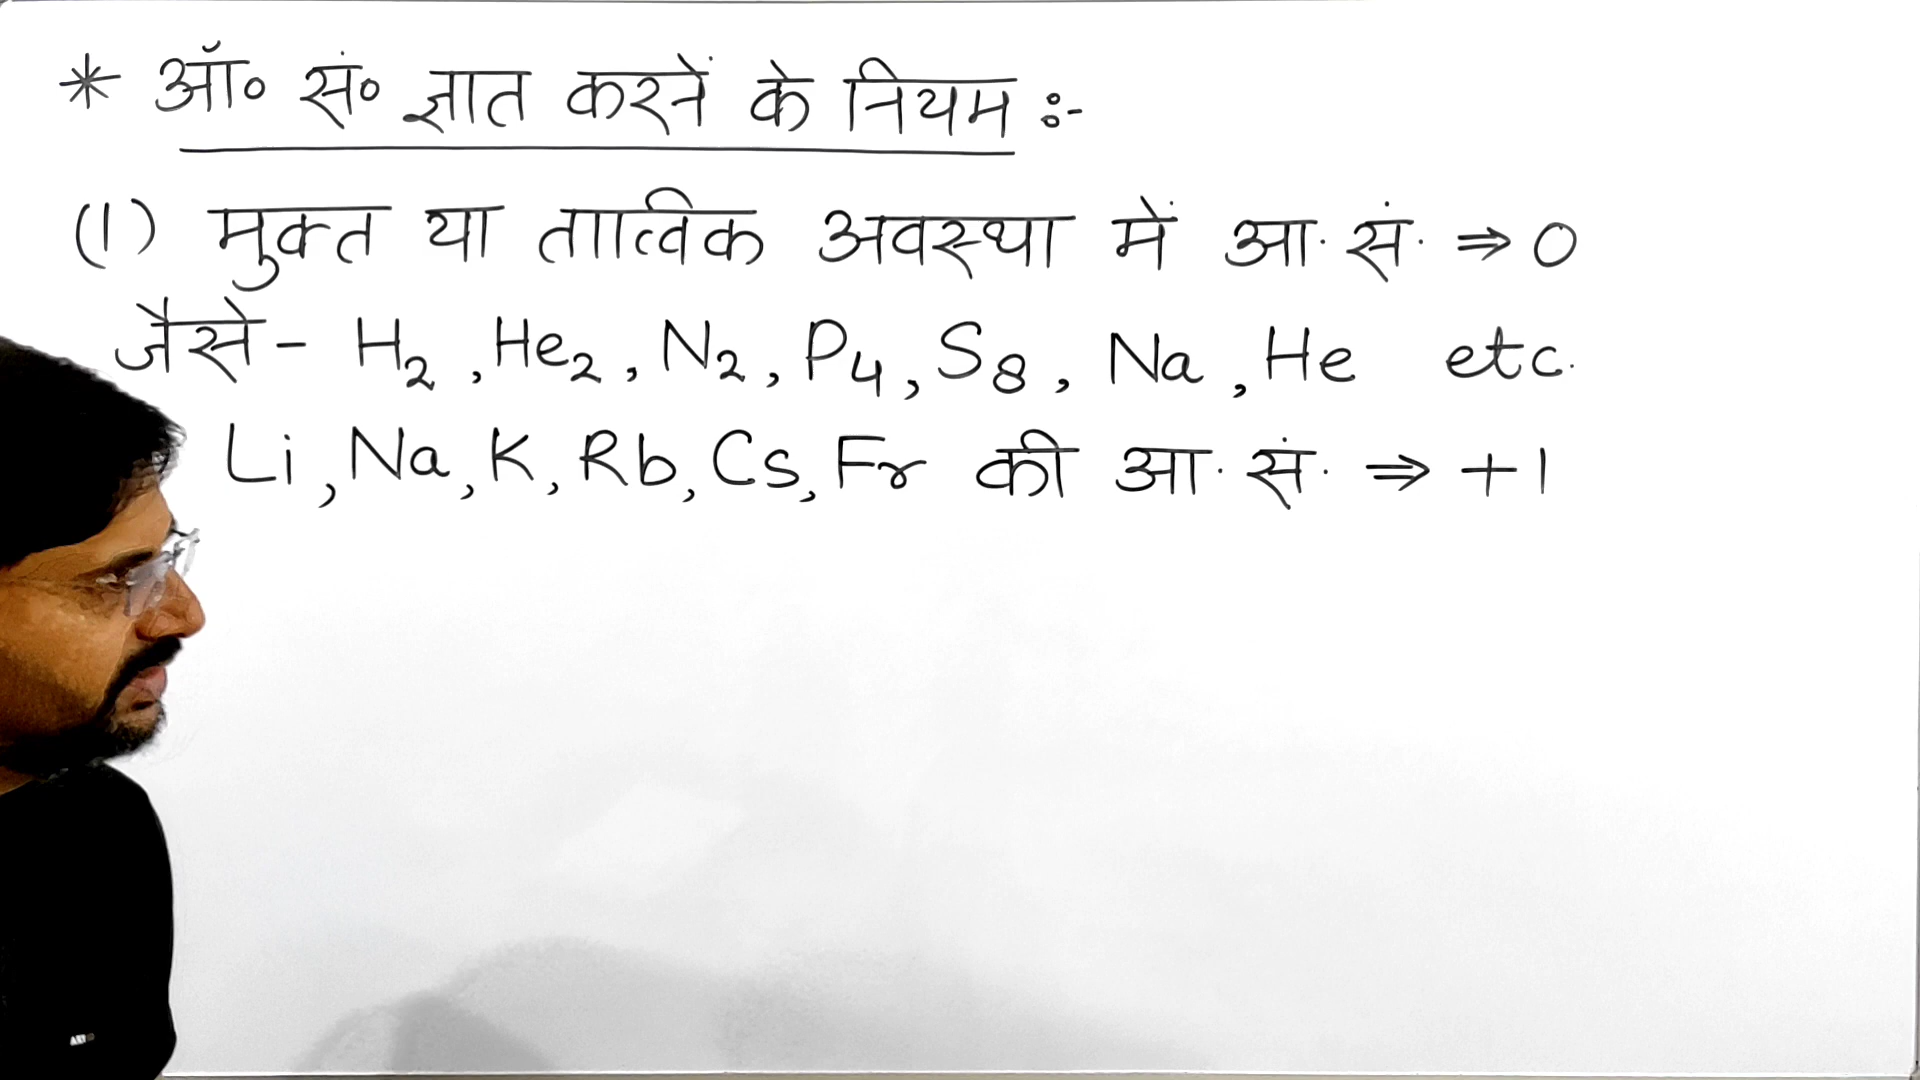 * ऑ० सं० ज्ञात करनें के नियम :-
(1) मुक्त या तात्विक अवस्था में आ. सं. ⇒ 0
जैसे - H₂, He₂, N₂, P₄, S₈, Na, He etc.
Li, Na, K, Rb, Cs, Fr की आ. सं. ⇒ +1